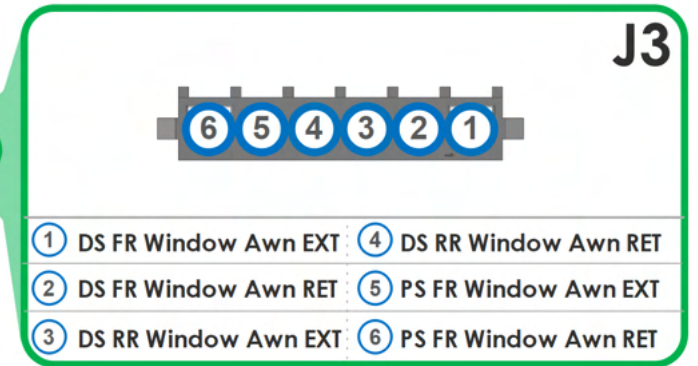 J3
6 5 4 3 2 1
1 DS FR Window Awn EXT 4 DS RR Window Awn RET
2 DS FR Window Awn RET 5 PS FR Window Awn EXT
3 DS RR Window Awn EXT 6 PS FR Window Awn RET